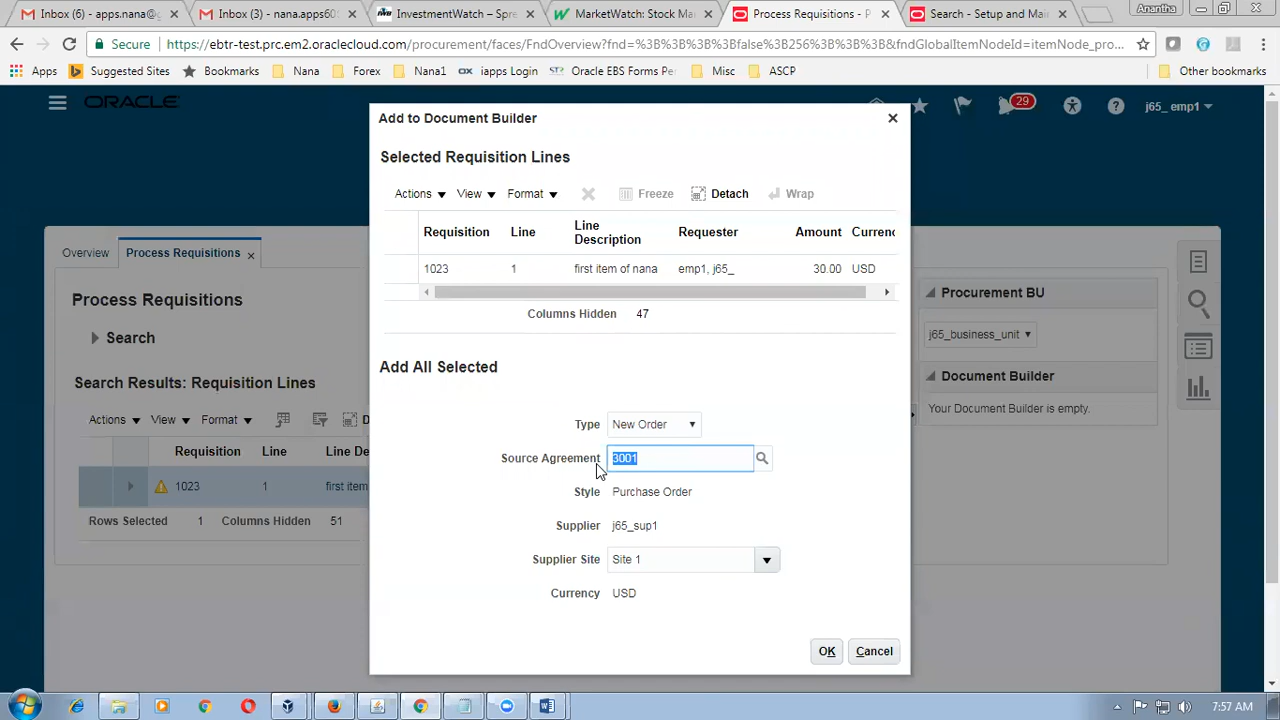 Inbox (6) - appsnana@g
Inbox (3) - nana.apps60
InvestmentWatch – Spre
MarketWatch: Stock Ma
Process Requisitions - P
Search - Setup and Mai
Anantha
Secure
https://ebtr-test.prc.em2.oraclecloud.com/procurement/faces/FndOverview?fnd=%3B%3B%3B%3Bfalse%3B256%3B%3B%3B&fndGlobalItemNodeId=itemNode_pro...
Apps
Suggested Sites
Bookmarks
Nana
Forex
Nana1
iapps Login
Oracle EBS Forms Per
Misc
ASCP
Other bookmarks
ORACLE
29
j65_emp1
Overview
Process Requisitions
Process Requisitions
Search
Search Results: Requisition Lines
Actions View Format
Requisition Line Line De
1023 1 first item
Rows Selected 1 Columns Hidden 51
Add to Document Builder
Selected Requisition Lines
Actions View Format Freeze Detach Wrap
Requisition Line Line Description Requester Amount Currenc
1023 1 first item of nana emp1, j65_ 30.00 USD
Columns Hidden 47
Add All Selected
Type New Order
Source Agreement 3001
Style Purchase Order
Supplier j65_sup1
Supplier Site Site 1
Currency USD
OK Cancel
Procurement BU
j65_business_unit
Document Builder
Your Document Builder is empty.
7:57 AM